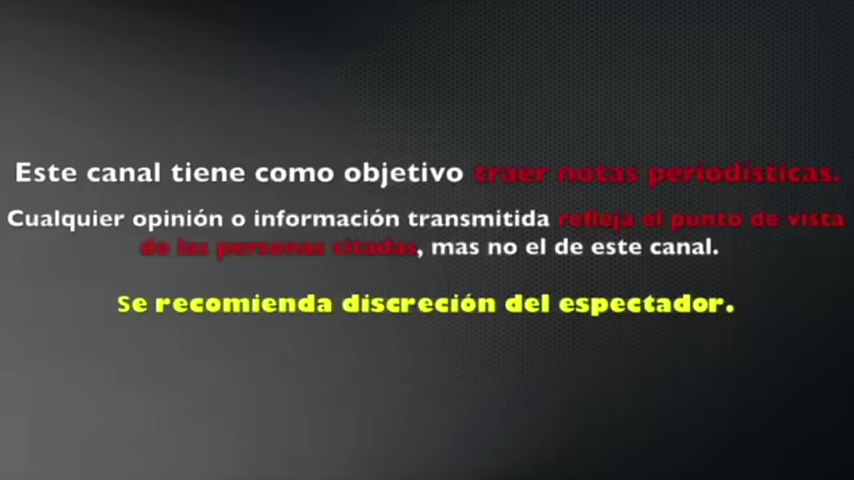 Este canal tiene como objetivo traer notas periodísticas.
Cualquier opinión o información transmitida refleja el punto de vista
de las personas citadas, mas no el de este canal.
Se recomienda discreción del espectador.